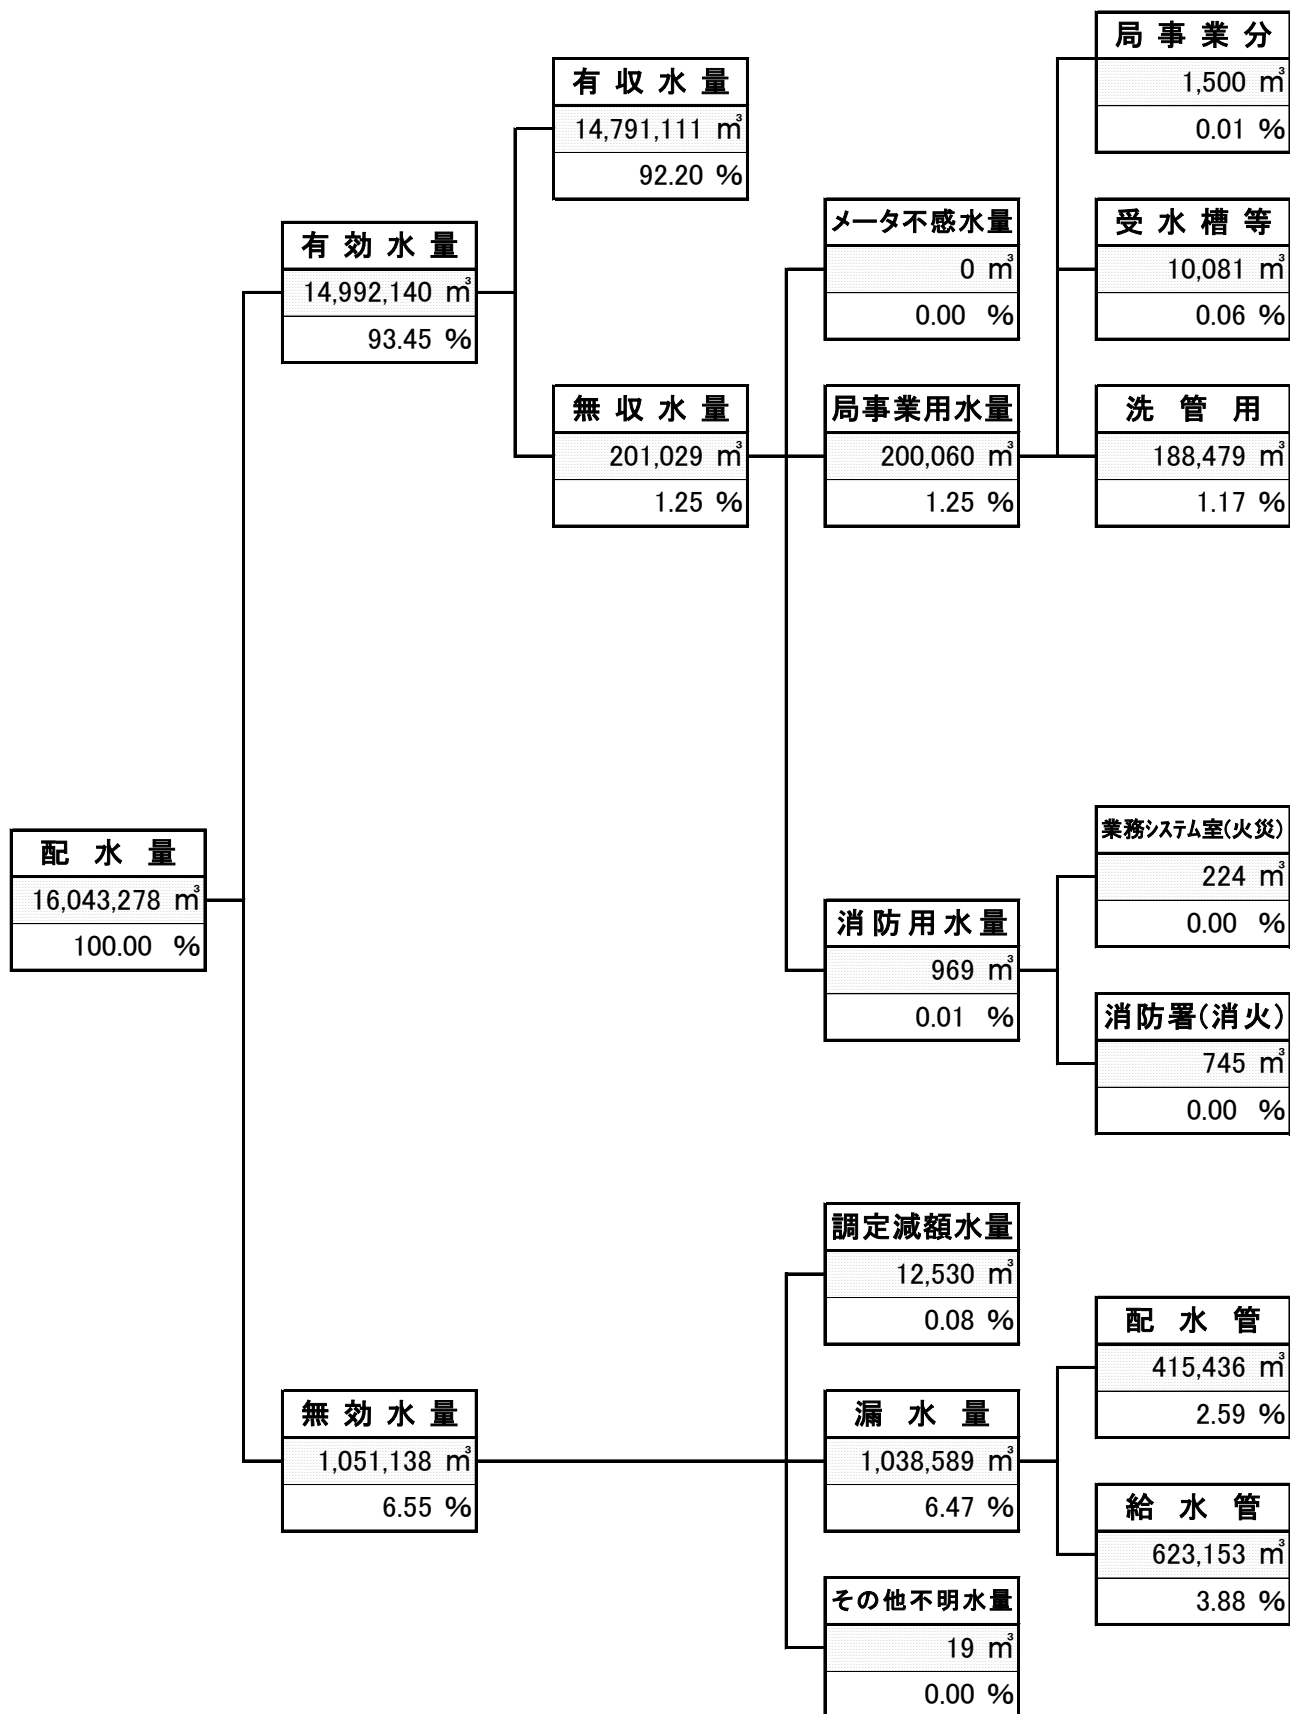 局事業分
1,500 ㎥
0.01 %
有収水量
14,791,111 ㎥
92.20 %
メータ不感水量
0 ㎥
0.00 %
受水槽等
10,081 ㎥
0.06 %
有効水量
14,992,140 ㎥
93.45 %
無収水量
201,029 ㎥
1.25 %
局事業用水量
200,060 ㎥
1.25 %
洗管用
188,479 ㎥
1.17 %
配水量
16,043,278 ㎥
100.00 %
業務システム室(火災)
224 ㎥
0.00 %
消防用水量
969 ㎥
0.01 %
消防署(消火)
745 ㎥
0.00 %
調定減額水量
12,530 ㎥
0.08 %
配水管
415,436 ㎥
2.59 %
無効水量
1,051,138 ㎥
6.55 %
漏水量
1,038,589 ㎥
6.47 %
給水管
623,153 ㎥
3.88 %
その他不明水量
19 ㎥
0.00 %